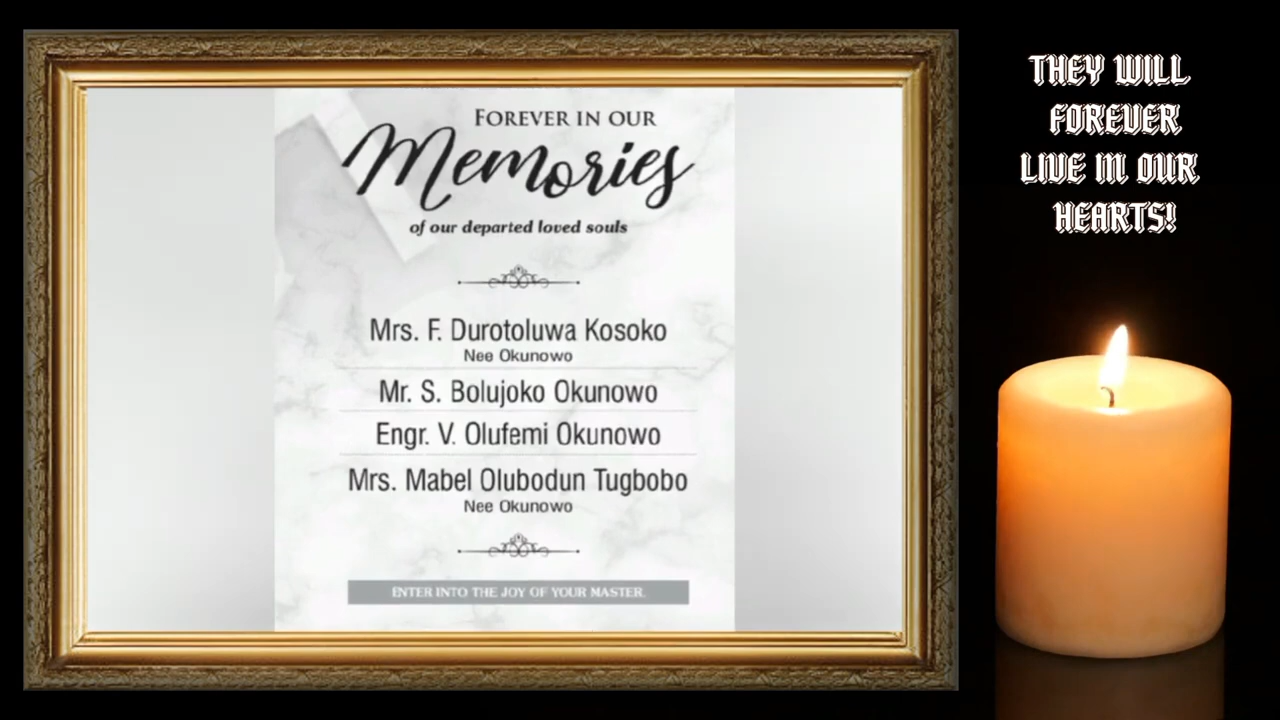 FOREVER IN OUR
Memories
of our departed loved souls
Mrs. F. Durotoluwa Kosoko
Nee Okunowo
Mr. S. Bolujoko Okunowo
Engr. V. Olufemi Okunowo
Mrs. Mabel Olubodun Tugbobo
Nee Okunowo
ENTER INTO THE JOY OF YOUR MASTER.
THEY WILL
FOREVER
LIVE IN OUR
HEARTS!